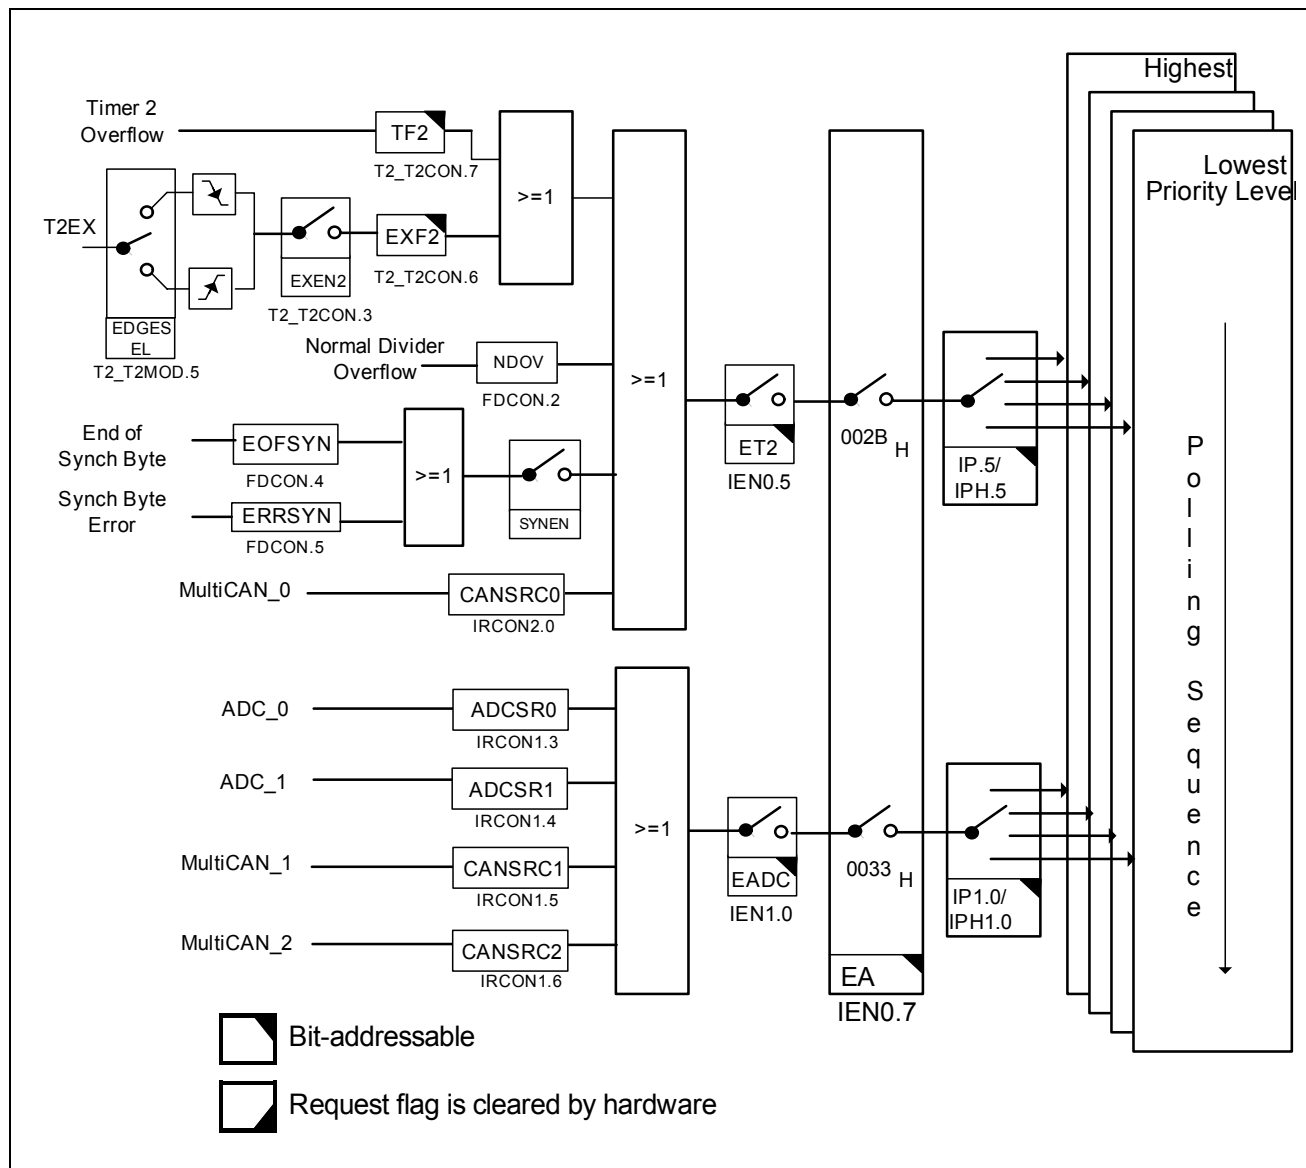 Highest
Lowest
Priority Level
Timer 2
Overflow
TF2
T2_T2CON.7
>=1
T2EX
EXF2
T2_T2CON.6
EXEN2
T2_T2CON.3
EDGES
EL
T2_T2MOD.5
Normal Divider
Overflow
NDOV
FDCON.2
>=1
End of
Synch Byte
EOFSYN
FDCON.4
>=1
Synch Byte
Error
ERRSYN
FDCON.5
SYNEN
MultiCAN_0
CANSRC0
IRCON2.0
ET2
IEN0.5
002B H
IP.5/
IPH.5
ADC_0
ADCSR0
IRCON1.3
ADC_1
ADCSR1
IRCON1.4
>=1
MultiCAN_1
CANSRC1
IRCON1.5
MultiCAN_2
CANSRC2
IRCON1.6
EADC
IEN1.0
0033 H
IP1.0/
IPH1.0
EA
IEN0.7
Polling Sequence
Bit-addressable
Request flag is cleared by hardware